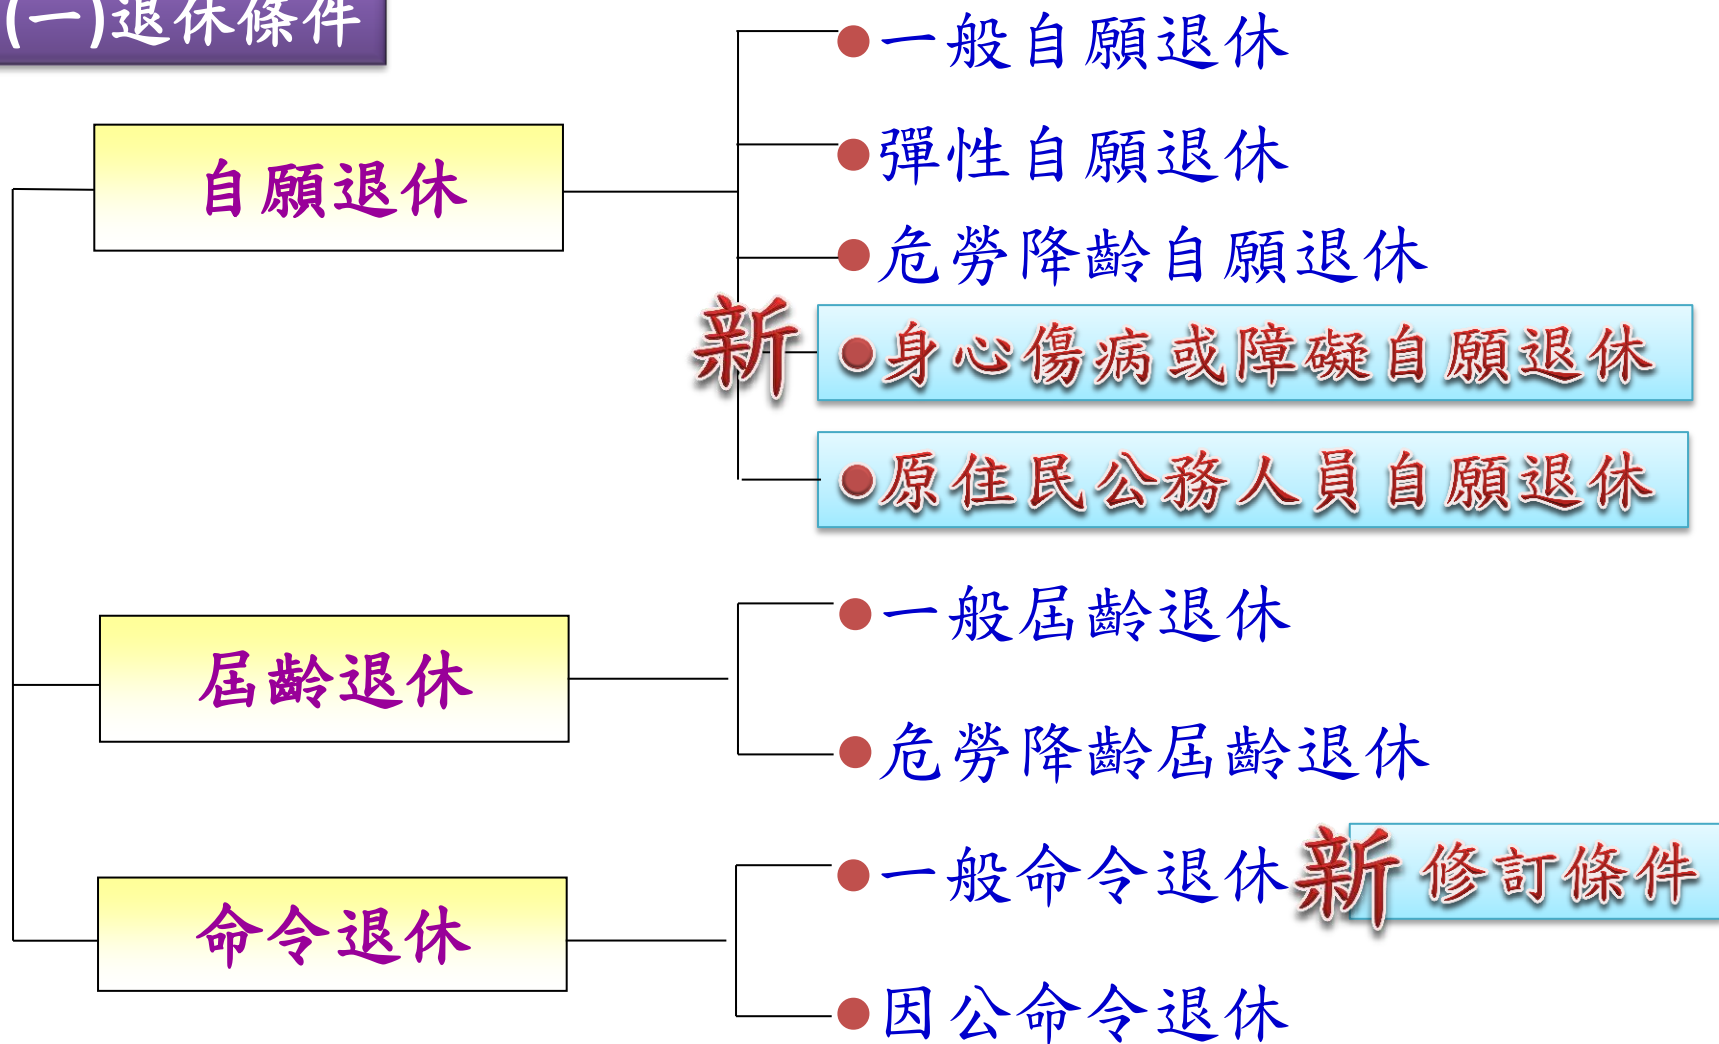 (一)退休條件
自願退休
●一般自願退休
●彈性自願退休
●危勞降齡自願退休
新
●身心傷病或障礙自願退休
●原住民公務人員自願退休
屆齡退休
●一般屆齡退休
●危勞降齡屆齡退休
命令退休
●一般命令退休
新 修訂條件
●因公命令退休